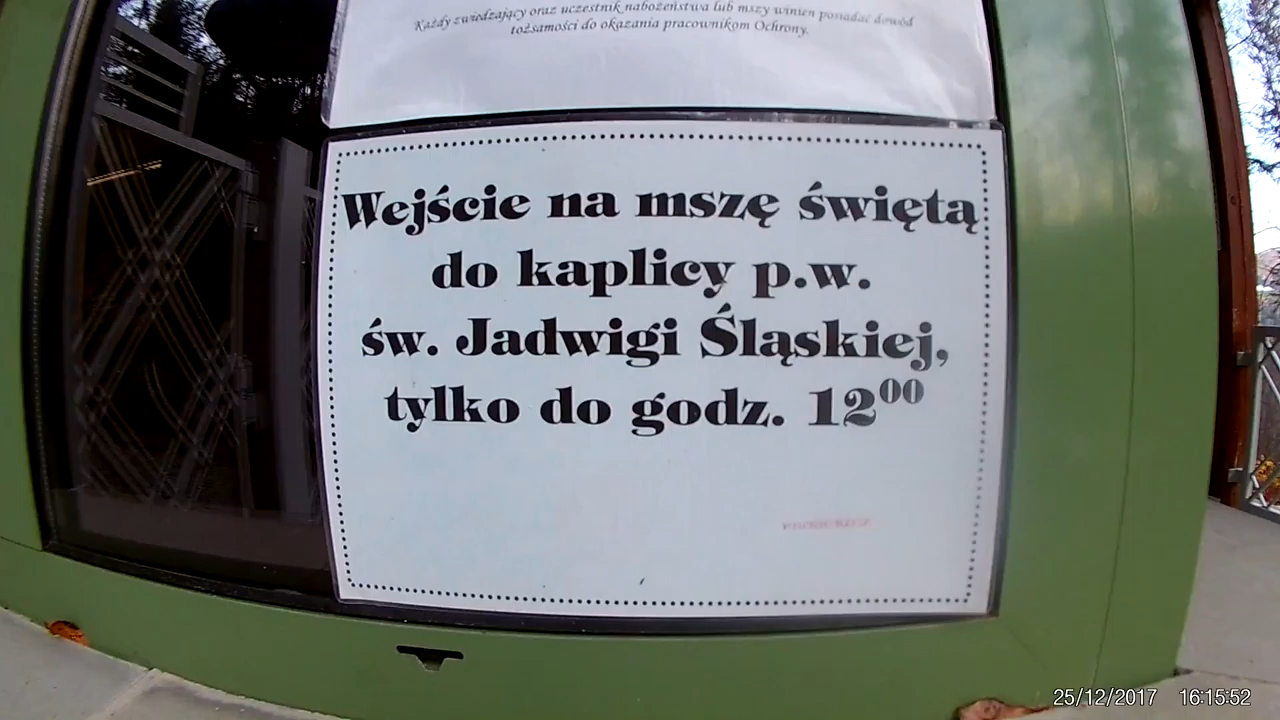 Każdy zwiedzający oraz uczestnik nabożeństwa lub mszy winien posiadać dowód
tożsamości do okazania pracownikom Ochrony.
Wejście na mszę świętą
do kaplicy p.w.
św. Jadwigi Śląskiej,
tylko do godz. 12⁰⁰
25/12/2017 16:15:52